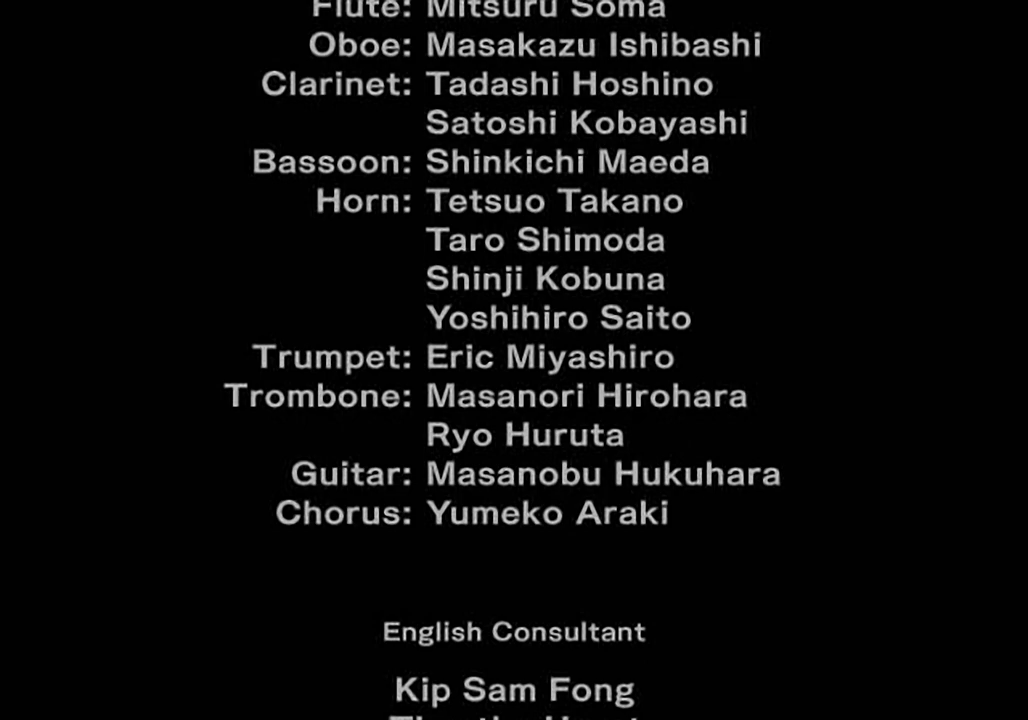 Flute: Mitsuru Soma
Oboe: Masakazu Ishibashi
Clarinet: Tadashi Hoshino
Satoshi Kobayashi
Bassoon: Shinkichi Maeda
Horn: Tetsuo Takano
Taro Shimoda
Shinji Kobuna
Yoshihiro Saito
Trumpet: Eric Miyashiro
Trombone: Masanori Hirohara
Ryo Huruta
Guitar: Masanobu Hukuhara
Chorus: Yumeko Araki
English Consultant
Kip Sam Fong